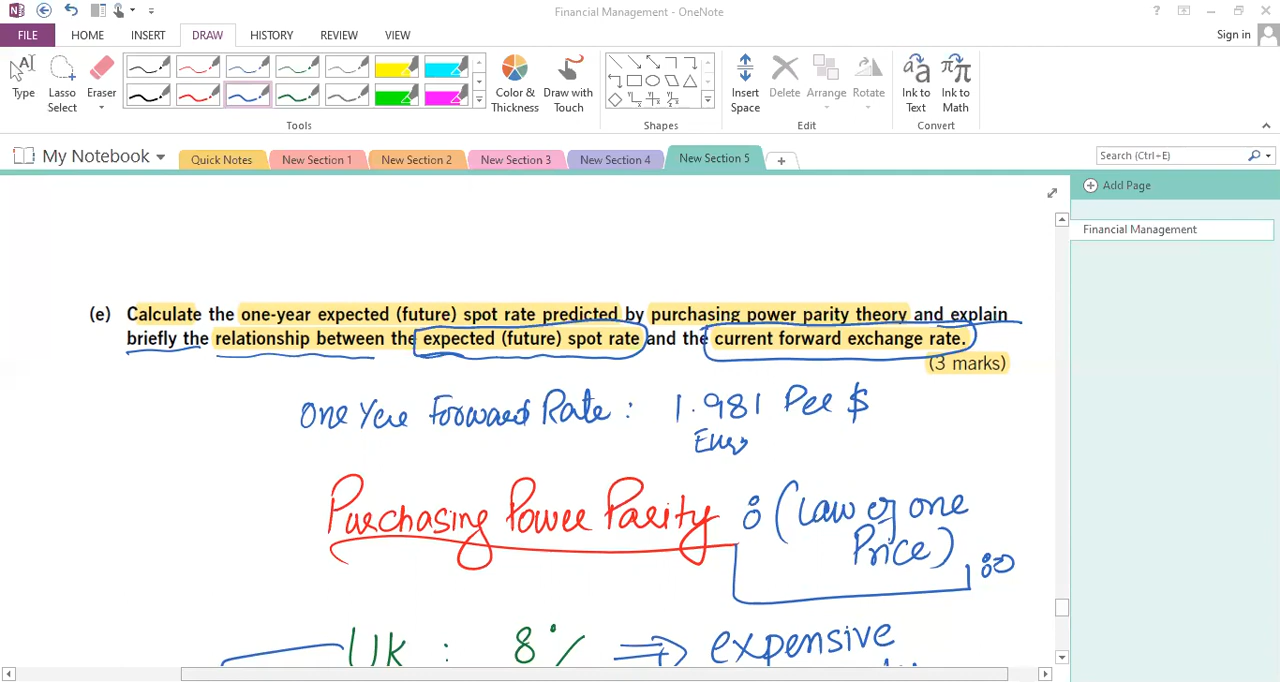 Financial Management - OneNote
FILE HOME INSERT DRAW HISTORY REVIEW VIEW
Sign in
Type
Lasso Select
Eraser
Color & Thickness
Draw with Touch
Insert Space
Delete
Arrange
Rotate
Ink to Text
Ink to Math
Tools Shapes Edit Convert
My Notebook Quick Notes New Section 1 New Section 2 New Section 3 New Section 4 New Section 5
Search (Ctrl+E)
Add Page
Financial Management
(e) Calculate the one-year expected (future) spot rate predicted by purchasing power parity theory and explain
briefly the relationship between the expected (future) spot rate and the current forward exchange rate.
(3 marks)
One Forward Rate : 1.981 Per $
Purchasing Power Parity : (Law of one
Price)
UK : 8% ⇒ expensive